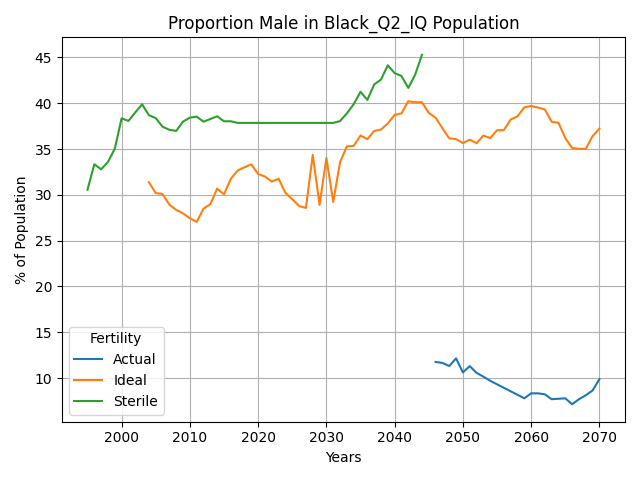 Proportion Male in Black_Q2_IQ Population
% of Population
45
40
35
30
25
20
15
10
Fertility
Actual
Ideal
Sterile
2000 2010 2020 2030 2040 2050 2060 2070
Years